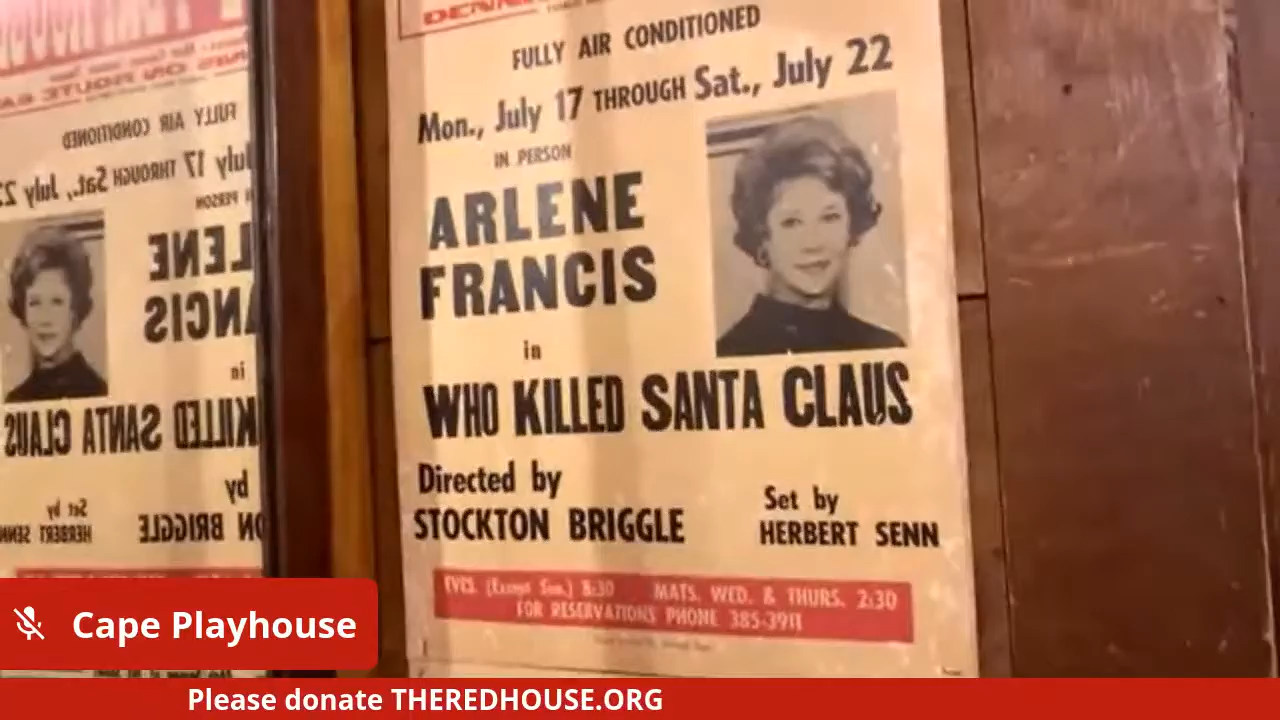 FULLY AIR CONDITIONED
Mon., July 17 THROUGH Sat., July 22
IN PERSON
ARLENE
FRANCIS
in
WHO KILLED SANTA CLAUS
Directed by
STOCKTON BRIGGLE
Set by
HERBERT SENN
EVES. (Except Sun.) 8:30 MATS. WED. & THURS. 2:30
FOR RESERVATIONS PHONE 385-3911
Cape Playhouse
Please donate THEREDHOUSE.ORG